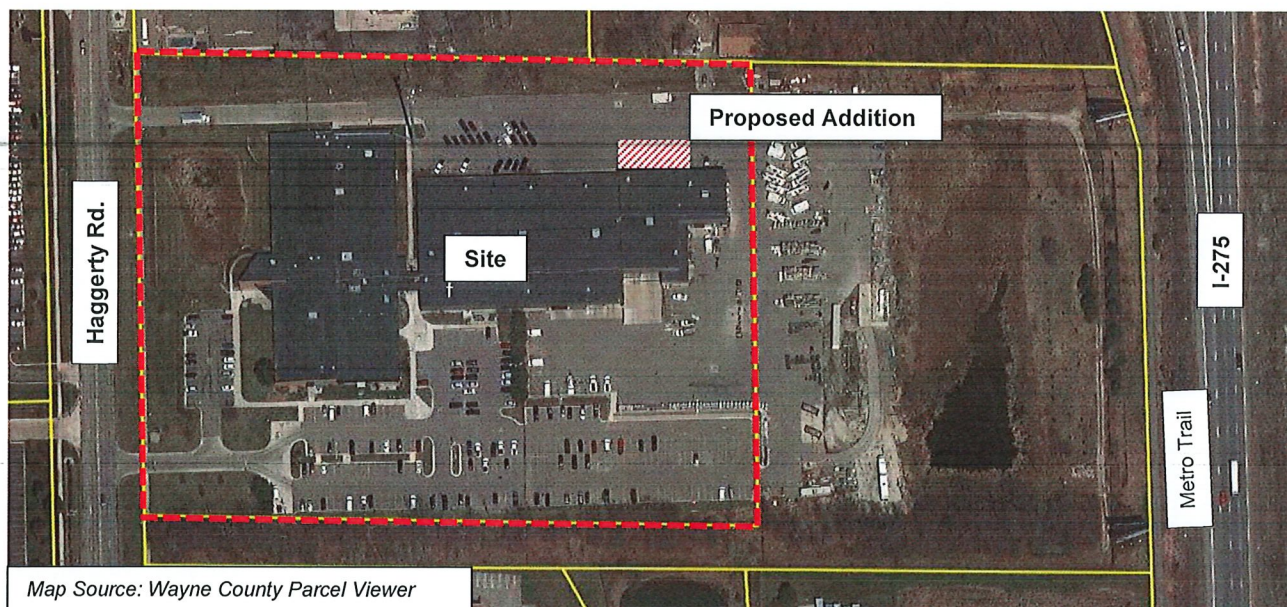 Proposed Addition
Haggerty Rd.
Site
I-275
Metro Trail
Map Source: Wayne County Parcel Viewer